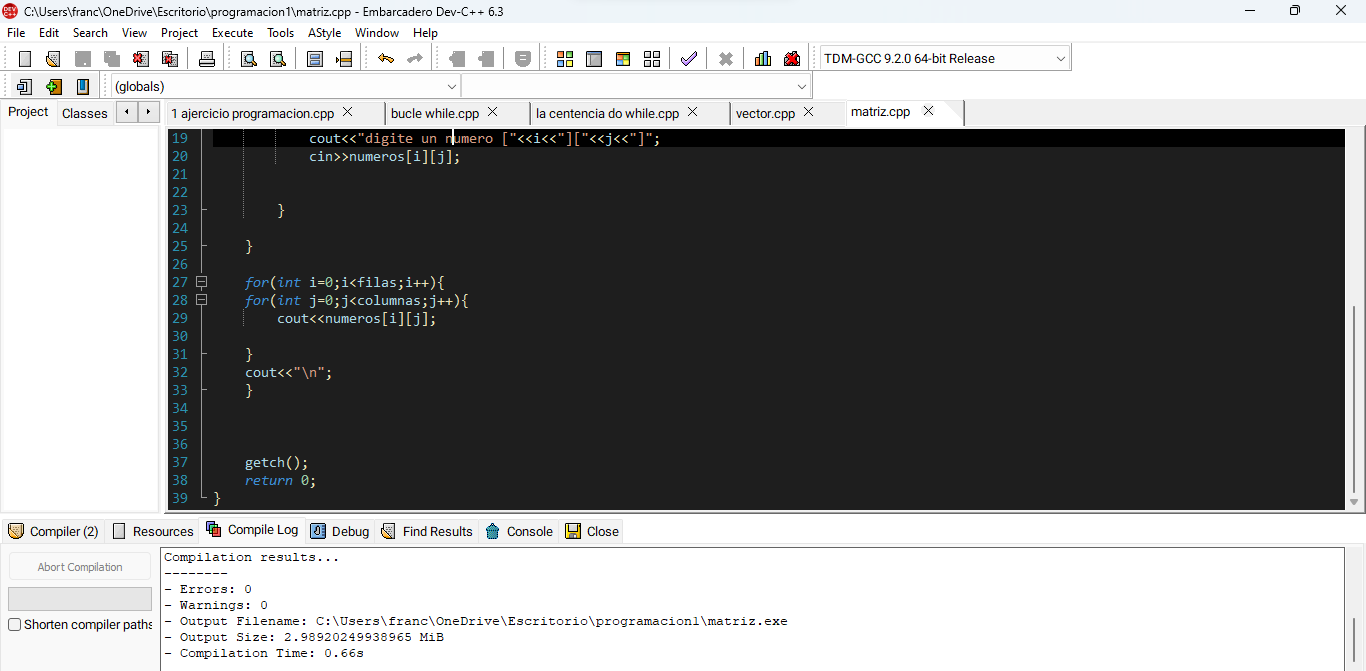 C:\Users\franc\OneDrive\Escritorio\programacion1\matriz.cpp - Embarcadero Dev-C++ 6.3
File Edit Search View Project Execute Tools AStyle Window Help
TDM-GCC 9.2.0 64-bit Release
(globals)
Project Classes 1 ajercicio programacion.cpp bucle while.cpp la centencia do while.cpp vector.cpp matriz.cpp
19 cout<<"digite un numero ["<<i<<"]["<<j<<"]";
20 cin>>numeros[i][j];
21
22
23 }
24
25 }
26
27 for(int i=0;i<filas;i++){
28 for(int j=0;j<columnas;j++){
29 cout<<numeros[i][j];
30
31 }
32 cout<<"\n";
33 }
34
35
36
37 getch();
38 return 0;
39 }
Compiler (2) Resources Compile Log Debug Find Results Console Close
Abort Compilation
Shorten compiler paths
Compilation results...
--------
- Errors: 0
- Warnings: 0
- Output Filename: C:\Users\franc\OneDrive\Escritorio\programacion1\matriz.exe
- Output Size: 2.98920249938965 MiB
- Compilation Time: 0.66s